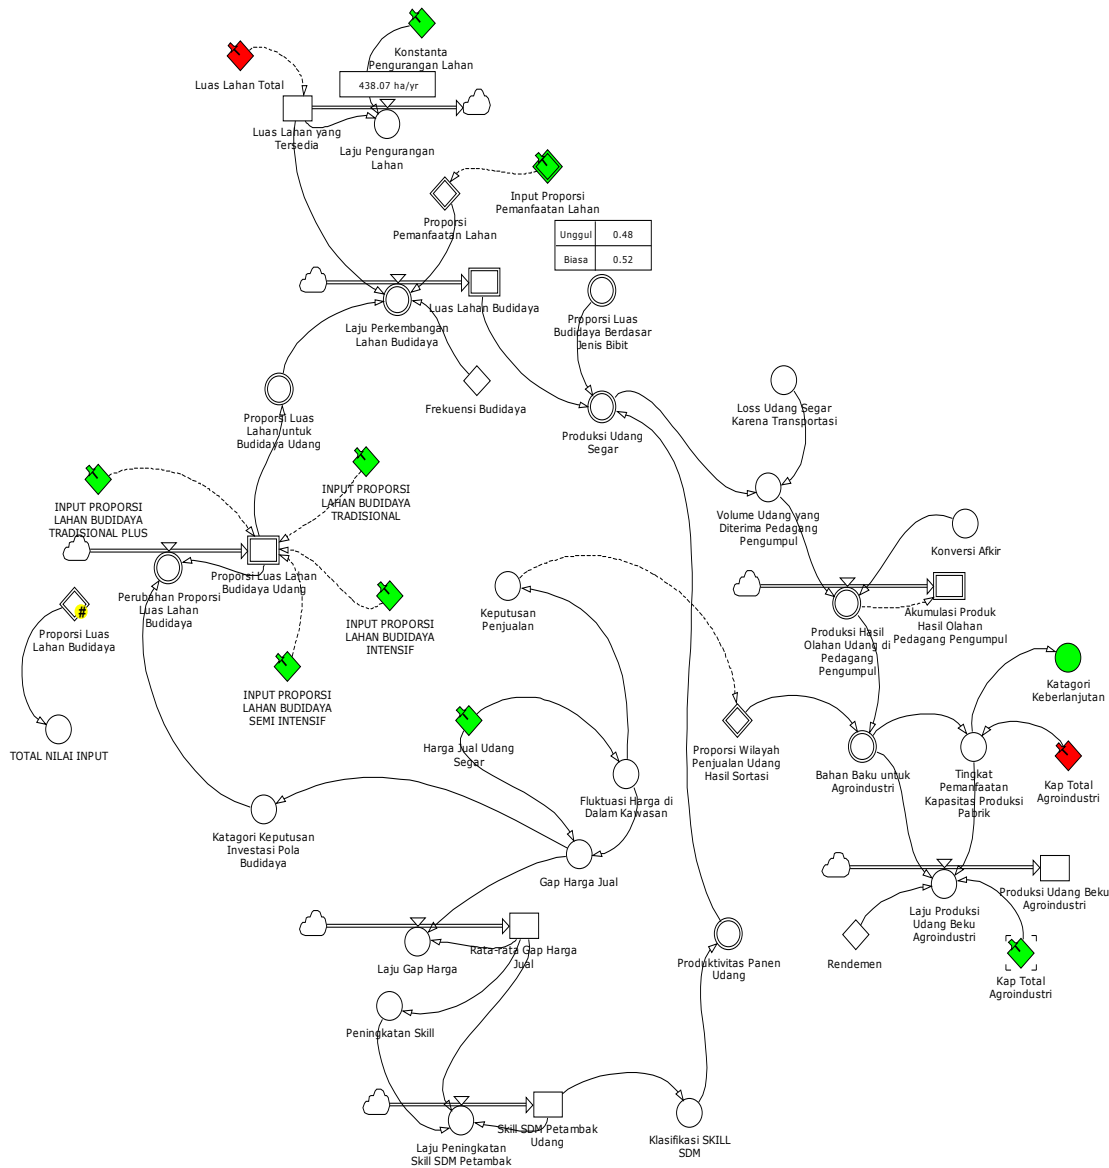 Konstanta
Pengurangan Lahan
Luas Lahan Total
438.07 ha/yr
Luas Lahan yang
Tersedia
Laju Pengurangan
Lahan
Input Proporsi
Pemanfaatan Lahan
Proporsi
Pemanfaatan Lahan
Unggul 0.48
Biasa 0.52
Luas Lahan Budidaya
Laju Perkembangan
Lahan Budidaya
Proporsi Luas
Budidaya Berdasar
Jenis Bibit
Frekuensi Budidaya
Proporsi Luas
Lahan untuk
Budidaya Udang
Produksi Udang
Segar
Loss Udang Segar
Karena Transportasi
INPUT PROPORSI
LAHAN BUDIDAYA
TRADISIONAL PLUS
INPUT PROPORSI
LAHAN BUDIDAYA
TRADISIONAL
Volume Udang yang
Diterima Pedagang
Pengumpul
Konversi Afkir
Proporsi Luas Lahan
Budidaya Udang
Perubahan Proporsi
Luas Lahan
Budidaya
#
Proporsi Luas
Lahan Budidaya
INPUT PROPORSI
LAHAN BUDIDAYA
INTENSIF
Keputusan
Penjualan
Akumulasi Produk
Hasil Olahan
Pedagang Pengumpul
Produksi Hasil
Olahan Udang di
Pedagang
Pengumpul
INPUT PROPORSI
LAHAN BUDIDAYA
SEMI INTENSIF
Katagori
Keberlanjutan
TOTAL NILAI INPUT
Harga Jual Udang
Segar
Proporsi Wilayah
Penjualan Udang
Hasil Sortasi
Bahan Baku untuk
Agroindustri
Tingkat
Pemanfaatan
Kapasitas Produksi
Pabrik
Kap Total
Agroindustri
Fluktuasi Harga di
Dalam Kawasan
Katagori Keputusan
Investasi Pola
Budidaya
Gap Harga Jual
Produksi Udang Beku
Agroindustri
Laju Produksi
Udang Beku
Agroindustri
Rata-rata Gap Harga
Jual
Laju Gap Harga
Produktivitas Panen
Udang
Rendemen
Kap Total
Agroindustri
Peningkatan Skill
Skill SDM Petambak
Udang
Laju Peningkatan
Skill SDM Petambak
Klasifikasi SKILL
SDM